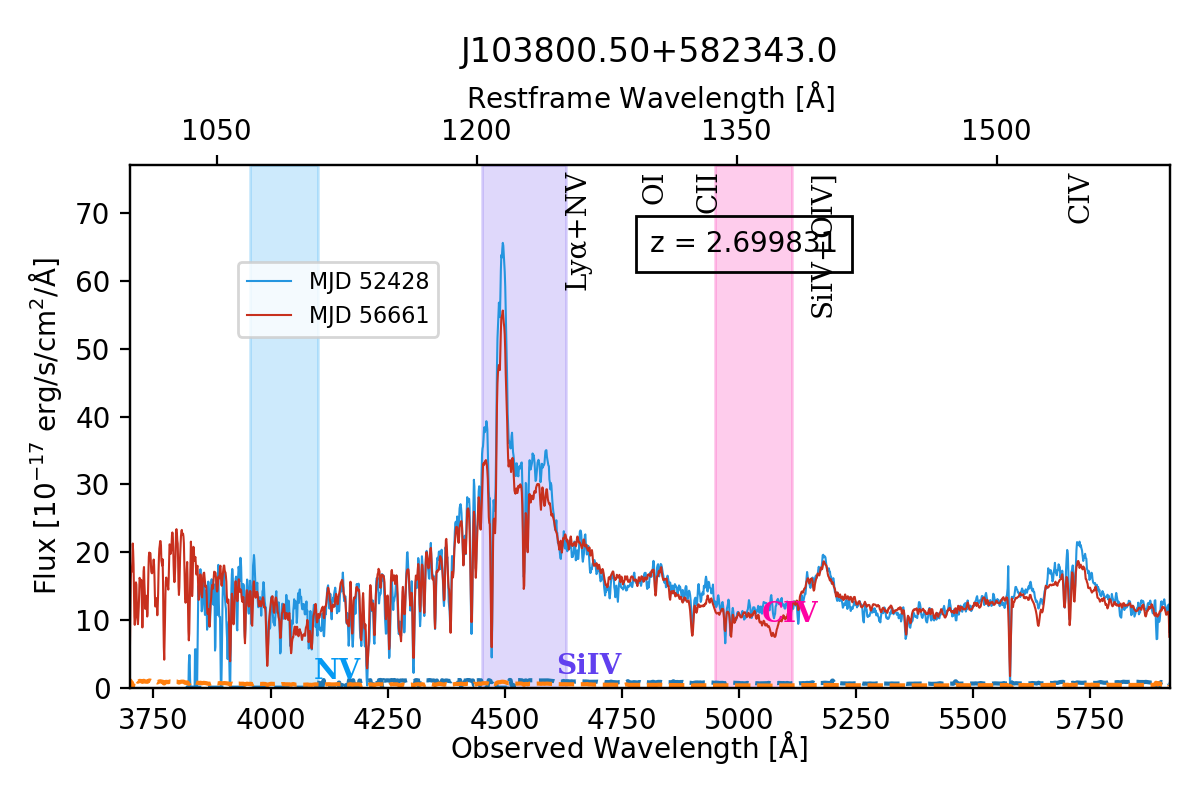 J103800.50+582343.0
Restframe Wavelength [Å]
1050 1200 1350 1500
Lyα+NV
OI
CII
SiIV+OIV]
CIV
z = 2.699831
MJD 52428
MJD 56661
Flux [10⁻¹⁷ erg/s/cm²/Å]
70
60
50
40
30
20
10
0
NV
SiIV
CIV
3750 4000 4250 4500 4750 5000 5250 5500 5750
Observed Wavelength [Å]